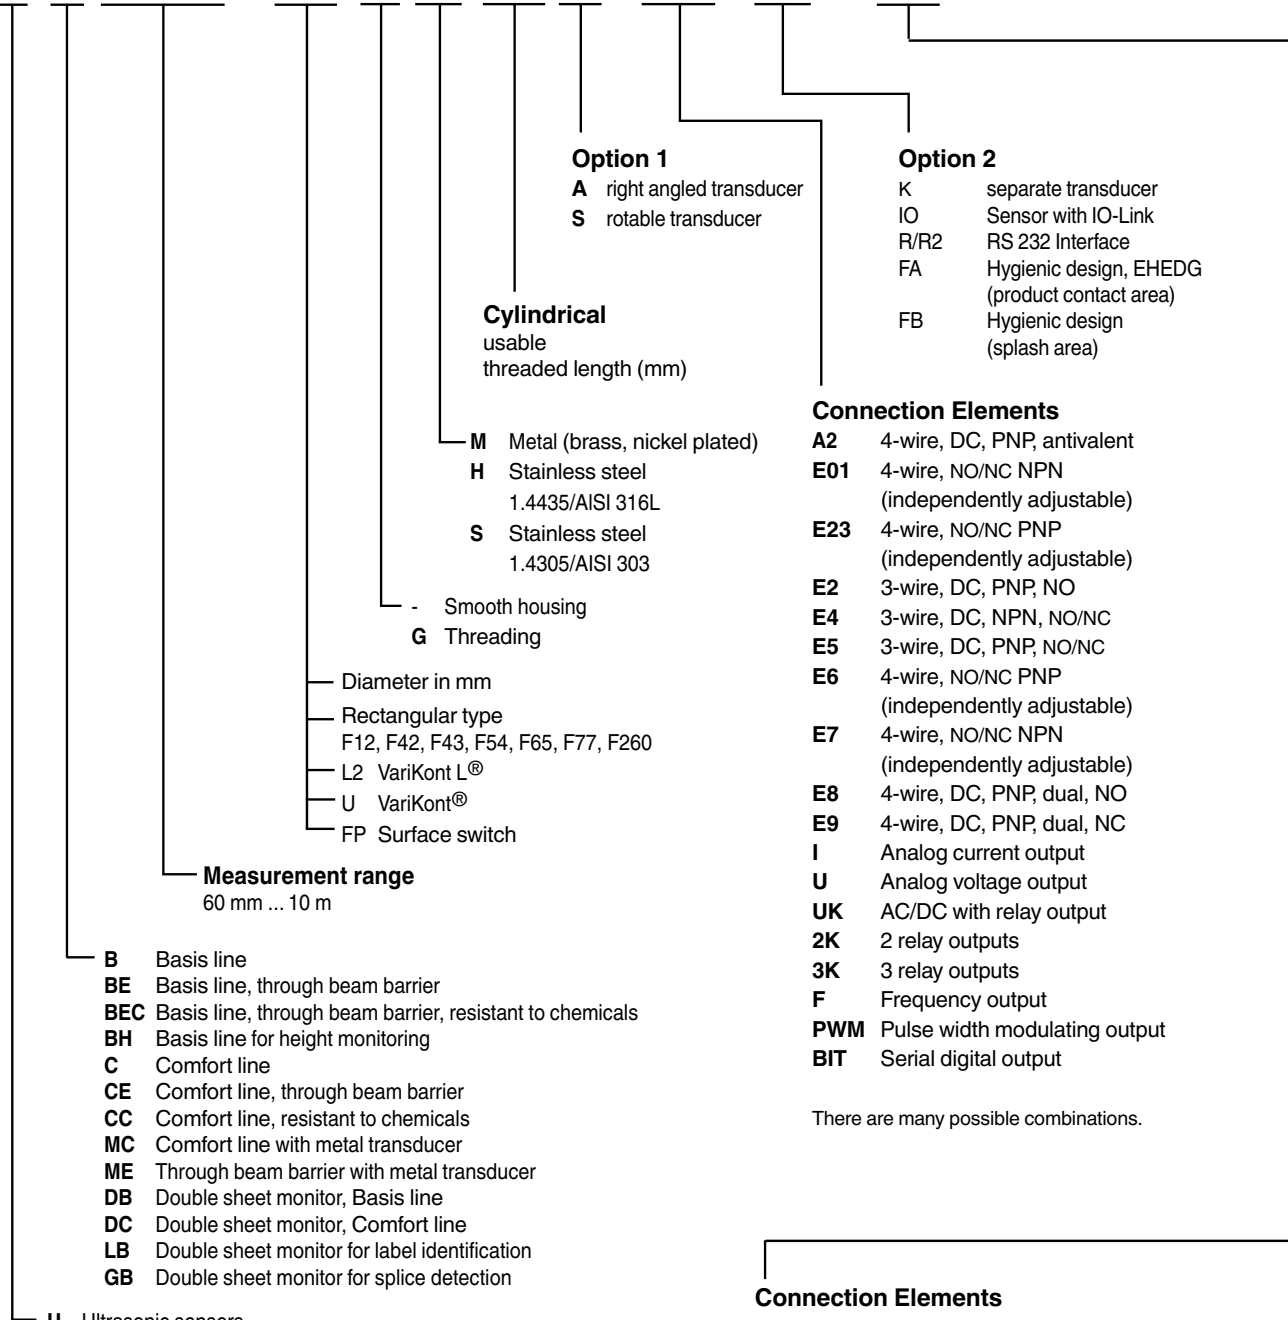 Option 1
A right angled transducer
S rotable transducer
Option 2
K separate transducer
IO Sensor with IO-Link
R/R2 RS 232 Interface
FA Hygienic design, EHEDG
(product contact area)
FB Hygienic design
(splash area)
Cylindrical
usable
threaded length (mm)
M Metal (brass, nickel plated)
H Stainless steel
1.4435/AISI 316L
S Stainless steel
1.4305/AISI 303
- Smooth housing
G Threading
Diameter in mm
Rectangular type
F12, F42, F43, F54, F65, F77, F260
L2 VariKont L®
U VariKont®
FP Surface switch
Measurement range
60 mm ... 10 m
Connection Elements
A2 4-wire, DC, PNP, antivalent
E01 4-wire, NO/NC NPN
(independently adjustable)
E23 4-wire, NO/NC PNP
(independently adjustable)
E2 3-wire, DC, PNP, NO
E4 3-wire, DC, NPN, NO/NC
E5 3-wire, DC, PNP, NO/NC
E6 4-wire, NO/NC PNP
(independently adjustable)
E7 4-wire, NO/NC NPN
(independently adjustable)
E8 4-wire, DC, PNP, dual, NO
E9 4-wire, DC, PNP, dual, NC
I Analog current output
U Analog voltage output
UK AC/DC with relay output
2K 2 relay outputs
3K 3 relay outputs
F Frequency output
PWM Pulse width modulating output
BIT Serial digital output
There are many possible combinations.
B Basis line
BE Basis line, through beam barrier
BEC Basis line, through beam barrier, resistant to chemicals
BH Basis line for height monitoring
C Comfort line
CE Comfort line, through beam barrier
CC Comfort line, resistant to chemicals
MC Comfort line with metal transducer
ME Through beam barrier with metal transducer
DB Double sheet monitor, Basis line
DC Double sheet monitor, Comfort line
LB Double sheet monitor for label identification
GB Double sheet monitor for splice detection
Connection Elements
U Ultrasonic sensors